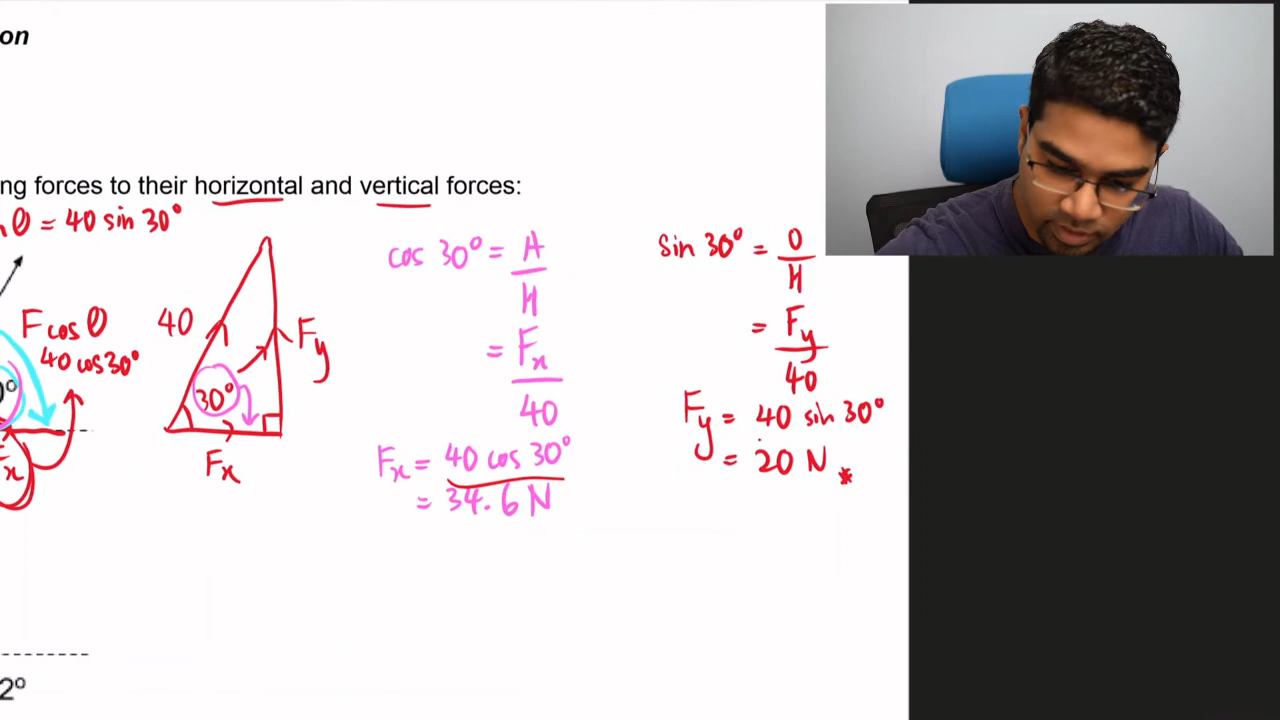 on
ng forces to their horizontal and vertical forces:
θ = 40 sin 30°
F cos θ
40 cos 30°
40
30°
Fy
Fx
Fx
cos 30° = A
H
= Fx
40
Fx = 40 cos 30°
= 34.6 N
sin 30° = O
H
= Fy
40
Fy = 40 sin 30°
= 20 N *
2°